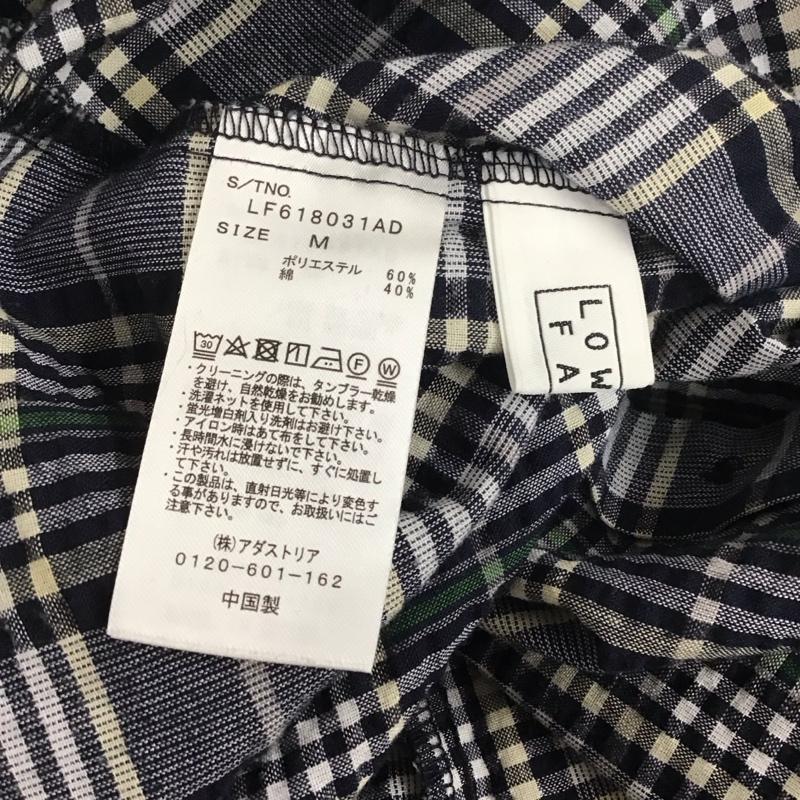 S/TNO.
LF618031AD
SIZE M
ポリエステル 60%
綿 40%
30
F W
・クリーニングの際は、タンブラー乾燥
を避け、自然乾燥をお勧めします。
・洗濯ネットを使用して下さい。
・蛍光増白剤入り洗剤はお避け下さい。
・アイロン時はあて布をして下さい。
・長時間水に浸けないで下さい。
・汗や汚れは放置せずに、すぐに処置し
て下さい。
・この製品は、直射日光等により変色す
る事がありますので、お取扱いにはご
注意下さい。
(株)アダストリア
0120-601-162
中国製
LOW
FA